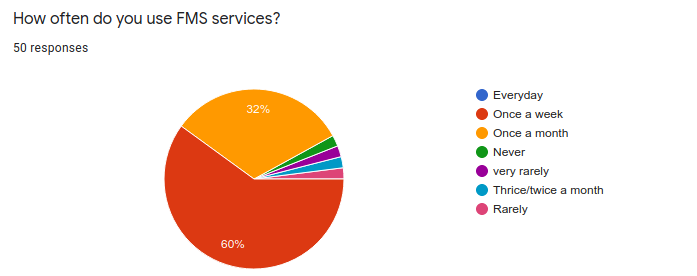 How often do you use FMS services?
50 responses
32%
60%
Everyday
Once a week
Once a month
Never
very rarely
Thrice/twice a month
Rarely